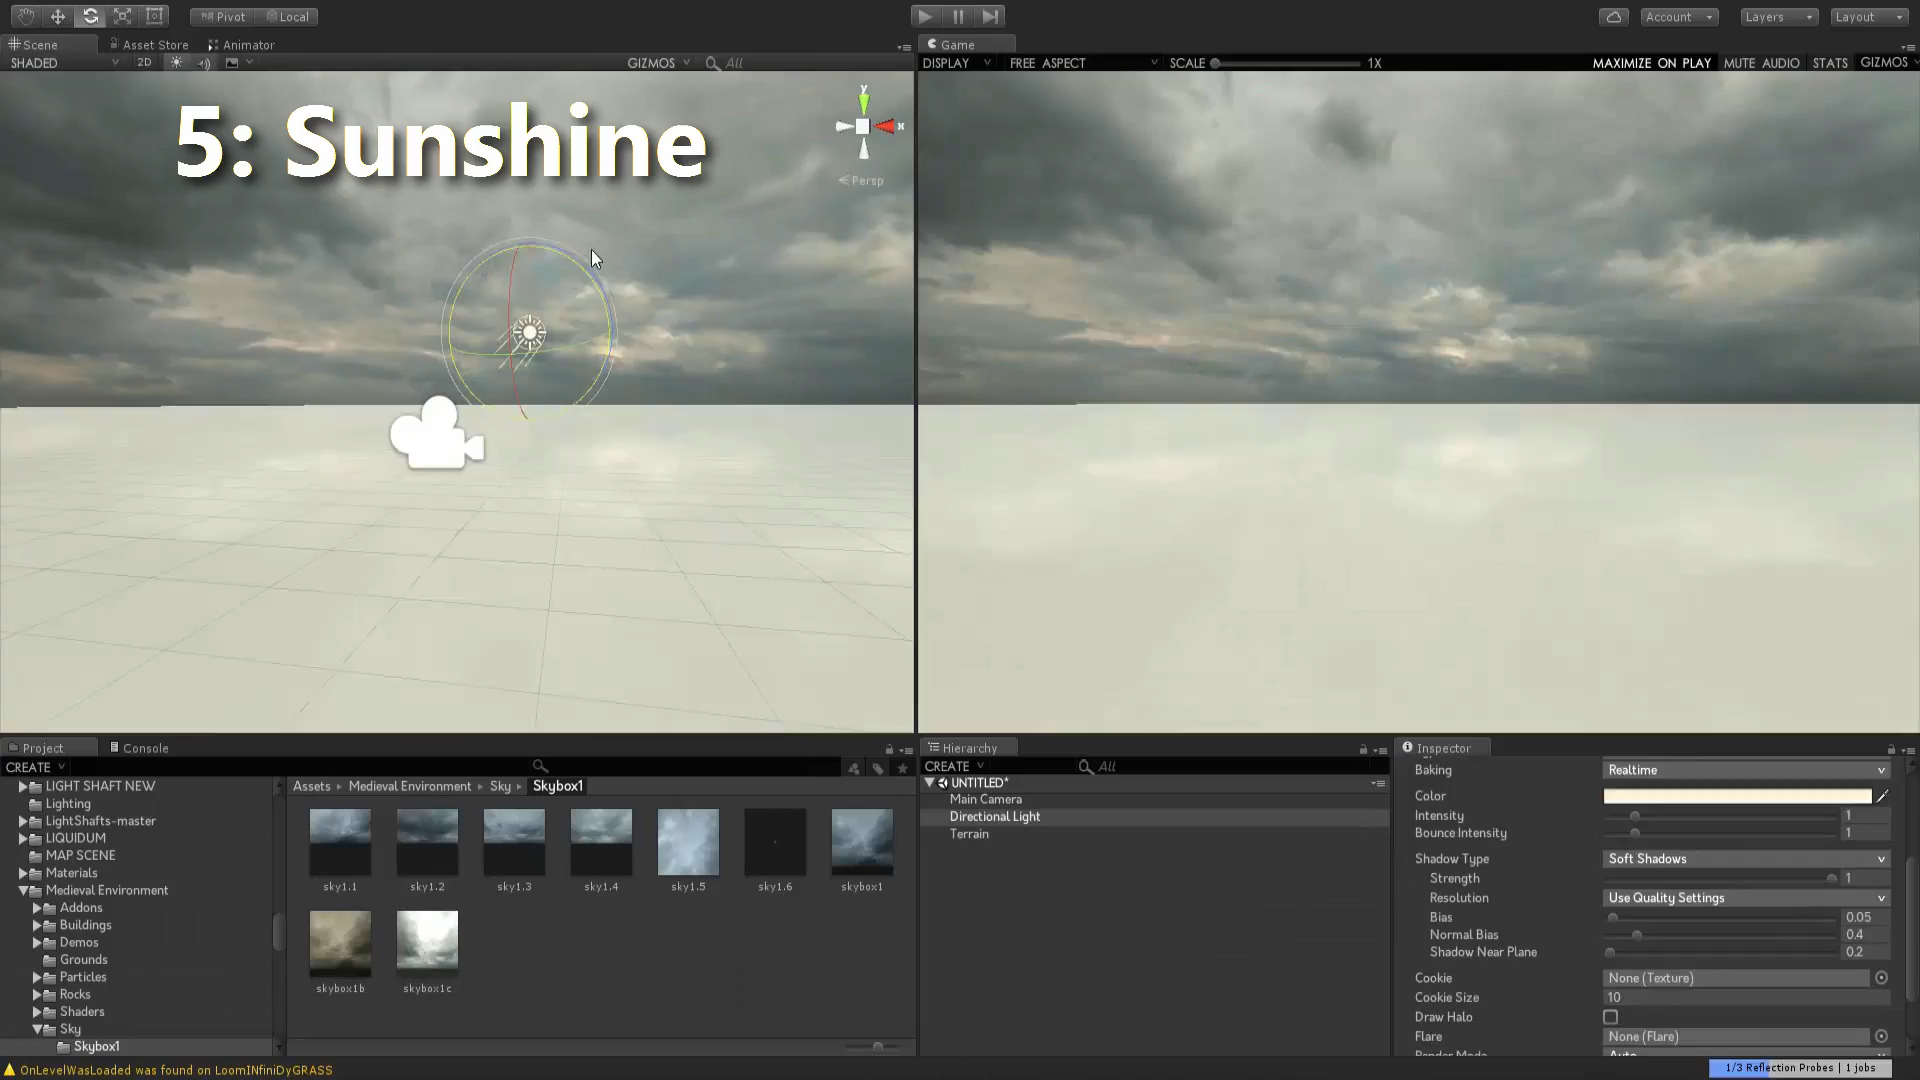 Pivot Local
Account Layers Layout
Scene Asset Store Animator
SHADED 2D GIZMOS All
Game
DISPLAY FREE ASPECT SCALE 1X MAXIMIZE ON PLAY MUTE AUDIO STATS GIZMOS
5: Sunshine
y
x
Persp
Project Console
CREATE
LIGHT SHAFT NEW
Lighting
LightShafts-master
LIQUIDUM
MAP SCENE
Materials
Medieval Environment
Addons
Buildings
Demos
Grounds
Particles
Rocks
Shaders
Sky
Skybox1
Assets Medieval Environment Sky Skybox1
sky1.1 sky1.2 sky1.3 sky1.4 sky1.5 sky1.6 skybox1
skybox1b skybox1c
Hierarchy
CREATE All
UNTITLED*
Main Camera
Directional Light
Terrain
Inspector
Baking Realtime
Color
Intensity 1
Bounce Intensity 1
Shadow Type Soft Shadows
Strength 1
Resolution Use Quality Settings
Bias 0.05
Normal Bias 0.4
Shadow Near Plane 0.2
Cookie None (Texture)
Cookie Size 10
Draw Halo
Flare None (Flare)
Render Mode Auto
OnLevelWasLoaded was found on LoomINfiniDyGRASS
1/3 Reflection Probes | 1 jobs